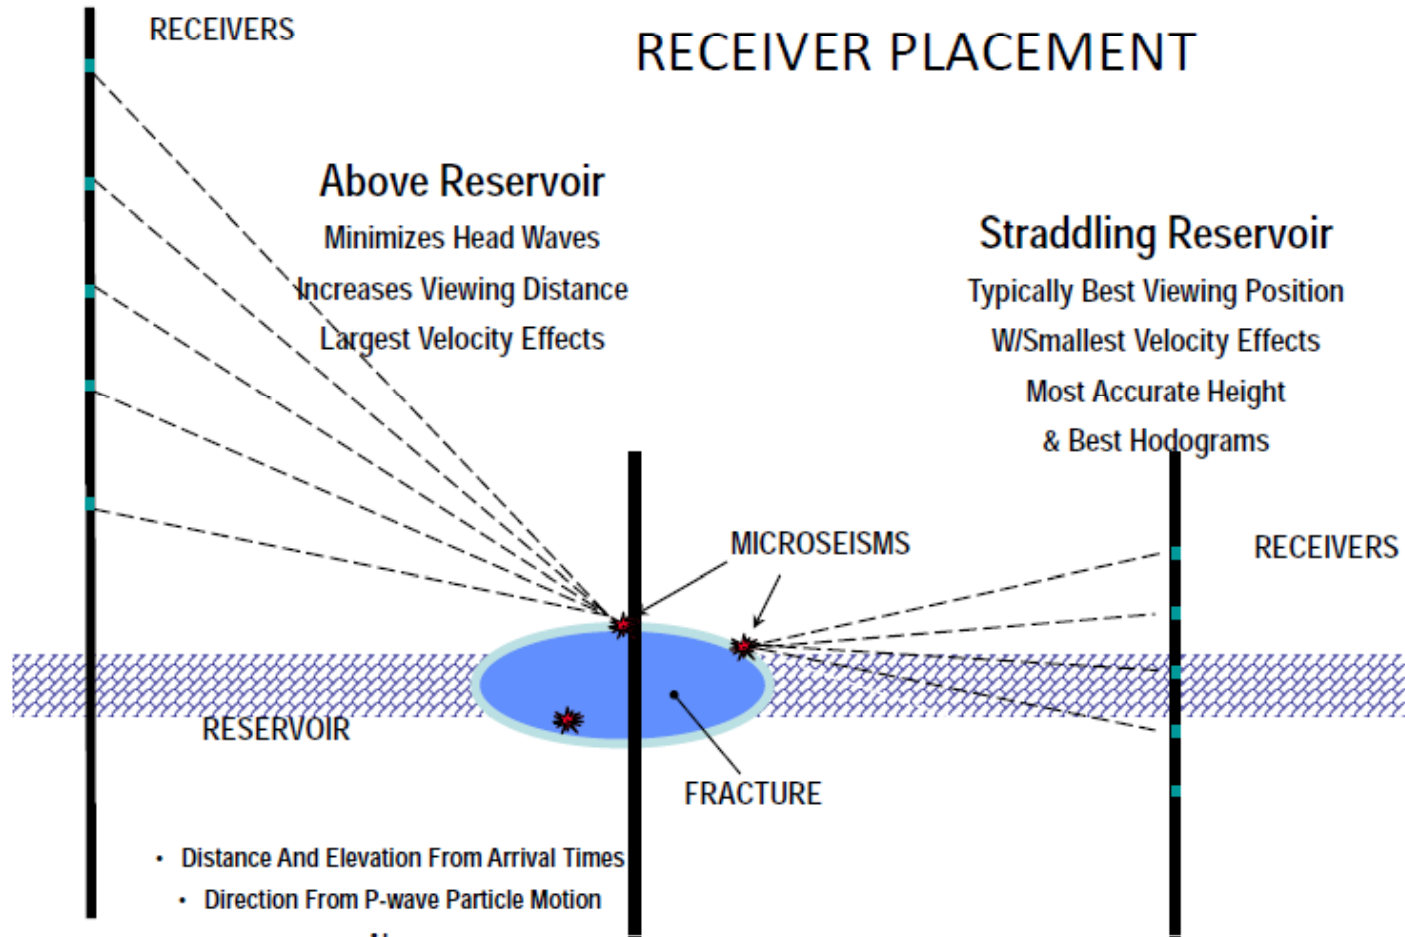 RECEIVERS
RECEIVER PLACEMENT
Above Reservoir
Minimizes Head Waves
Increases Viewing Distance
Largest Velocity Effects
Straddling Reservoir
Typically Best Viewing Position
W/Smallest Velocity Effects
Most Accurate Height
& Best Hodograms
MICROSEISMS
RECEIVERS
RESERVOIR
FRACTURE
• Distance And Elevation From Arrival Times
• Direction From P-wave Particle Motion